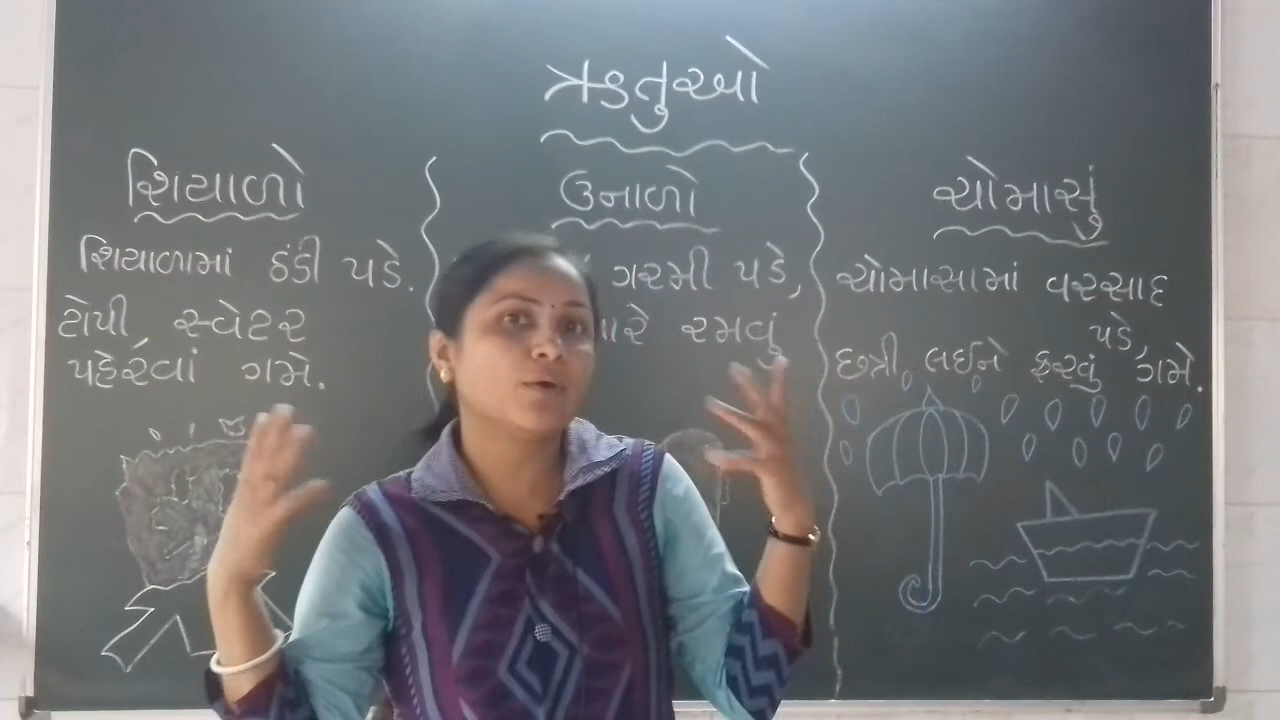 ઋતુઓ
શિયાળો
શિયાળામાં ઠંડી પડે.
ટોપી, સ્વેટર
પહેરવાં ગમે.
ઉનાળો
ગરમી પડે,
રમવું
ચોમાસું
ચોમાસામાં વરસાદ
પડે,
છત્રી લઈને ફરવું ગમે.